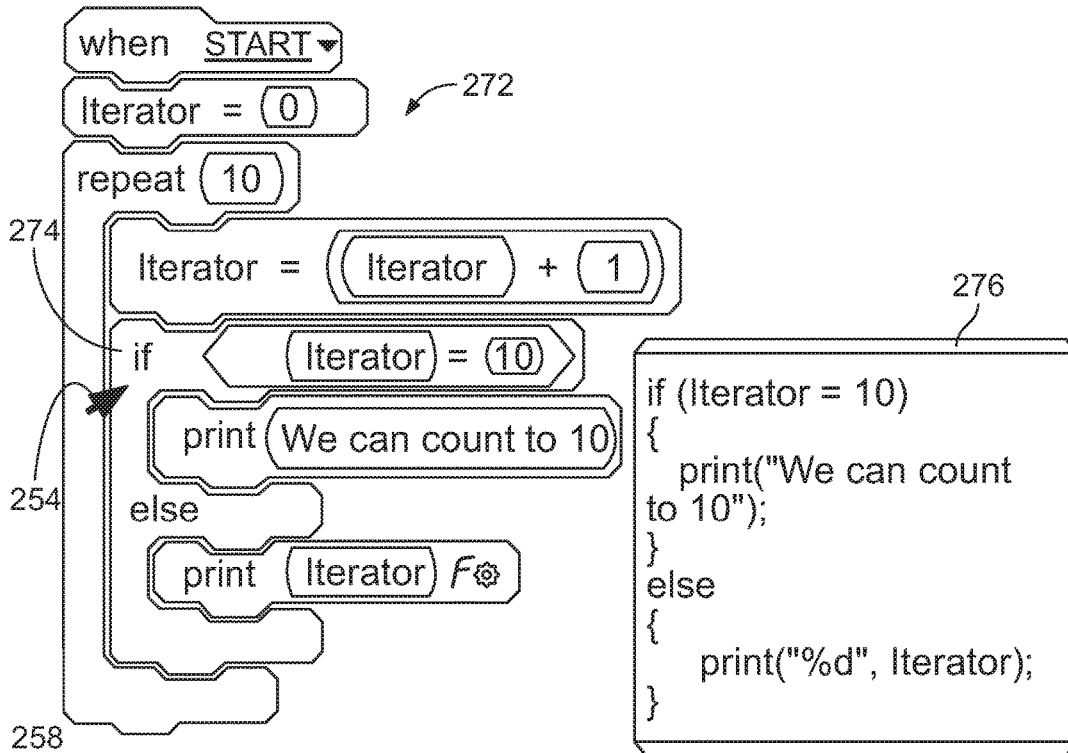 when START
Iterator = 0
272
repeat 10
274
Iterator = Iterator + 1
if Iterator = 10
254
print We can count to 10
else
print Iterator F
258
276
if (Iterator = 10)
{
print("We can count
to 10");
}
else
{
print("%d", Iterator);
}